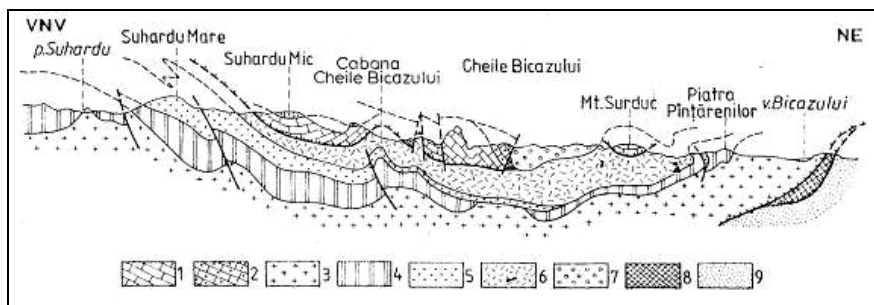 VNV
NE
p.Suhardu
Suhardu Mare
Suhardu Mic
Cabana
Cheile Bicazului
Cheile Bicazului
Mt.Surduc
Piatra
Pînțărenilor
v.Bicazului
1 2 3 4 5 6 7 8 9